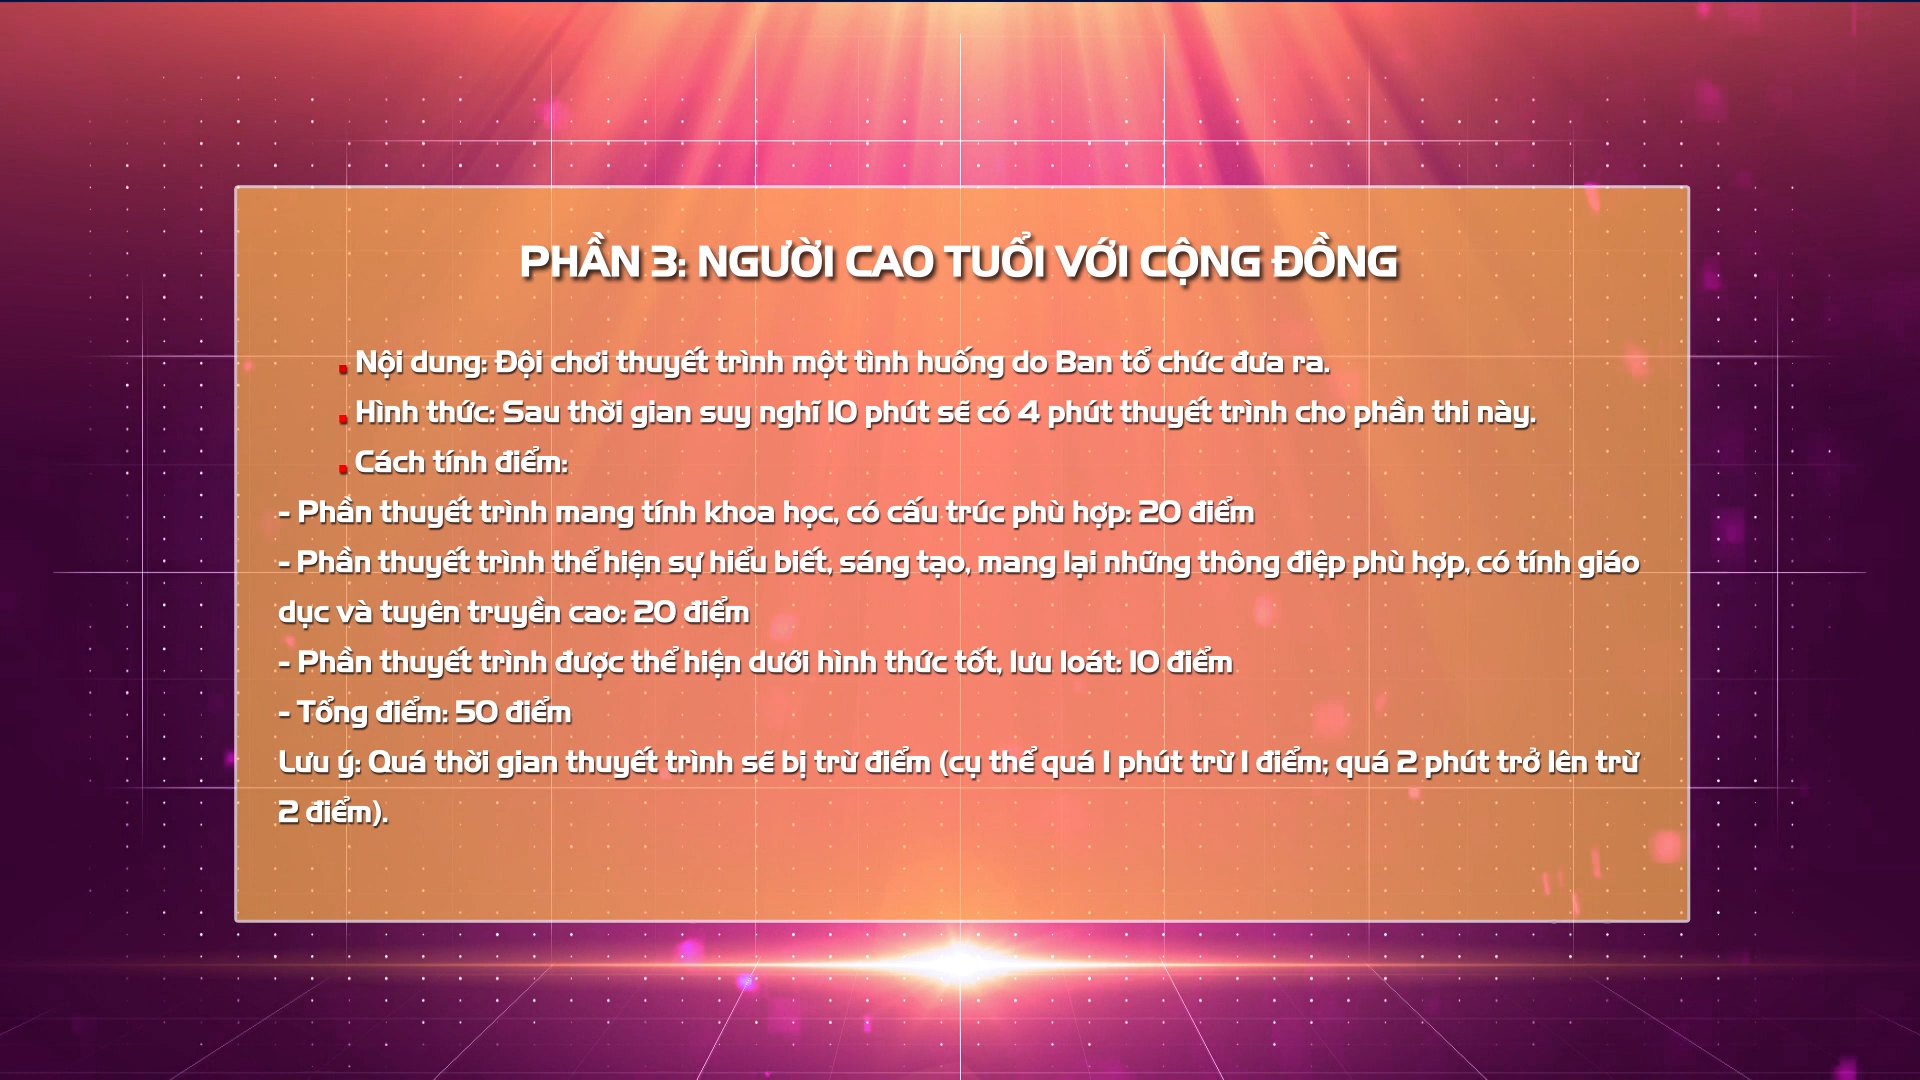 PHẦN 3: NGƯỜI CAO TUỔI VỚI CỘNG ĐỒNG
. Nội dung: Đội chơi thuyết trình một tình huống do Ban tổ chức đưa ra.
. Hình thức: Sau thời gian suy nghĩ 10 phút sẽ có 4 phút thuyết trình cho phần thi này.
. Cách tính điểm:
- Phần thuyết trình mang tính khoa học, có cấu trúc phù hợp: 20 điểm
- Phần thuyết trình thể hiện sự hiểu biết, sáng tạo, mang lại những thông điệp phù hợp, có tính giáo
dục và tuyên truyền cao: 20 điểm
- Phần thuyết trình được thể hiện dưới hình thức tốt, lưu loát: 10 điểm
- Tổng điểm: 50 điểm
Lưu ý: Quá thời gian thuyết trình sẽ bị trừ điểm (cụ thể quá 1 phút trừ 1 điểm; quá 2 phút trở lên trừ
2 điểm).